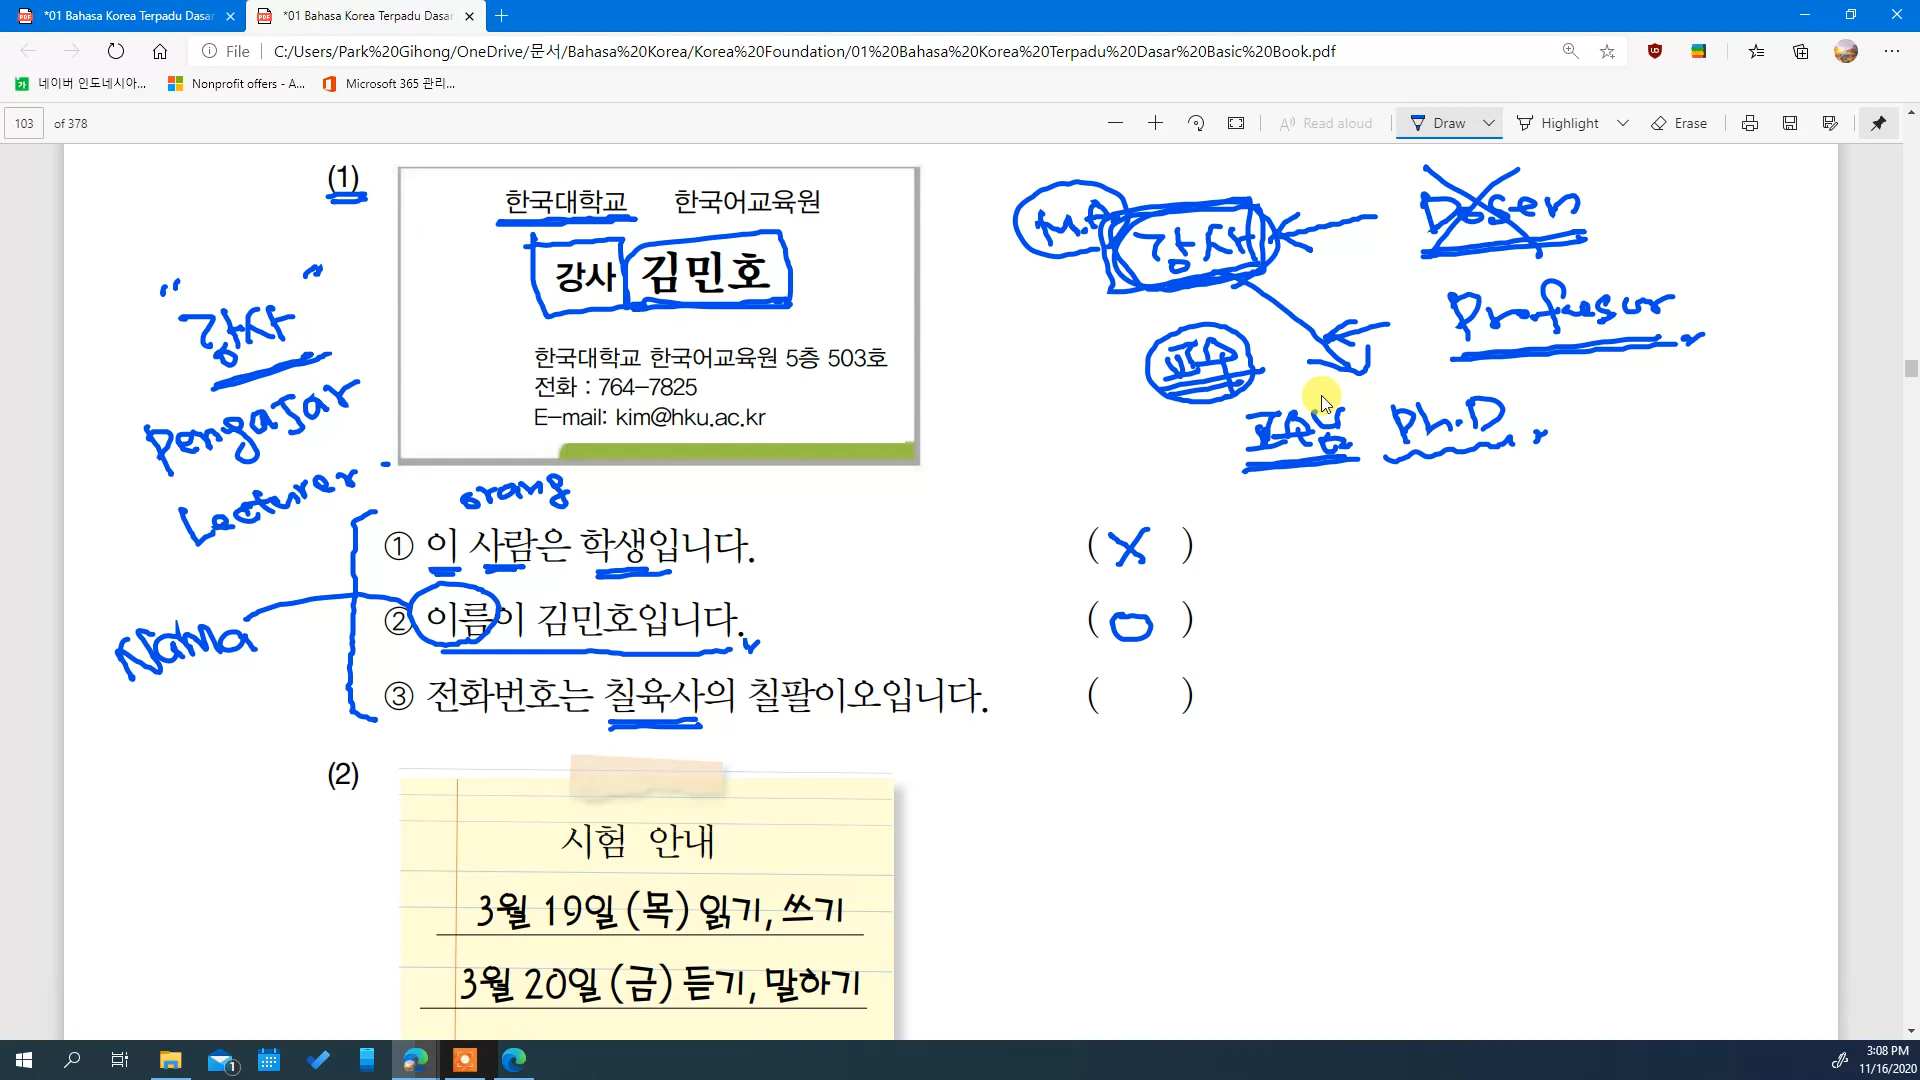 *01 Bahasa Korea Terpadu Dasar
*01 Bahasa Korea Terpadu Dasar
File C:/Users/Park%20Gihong/OneDrive/문서/Bahasa%20Korea/Korea%20Foundation/01%20Bahasa%20Korea%20Terpadu%20Dasar%20Basic%20Book.pdf
네이버 인도네시아어... Nonprofit offers - A... Microsoft 365 관리...
103 of 378 Read aloud Draw Highlight Erase
(1)
한국대학교 한국어교육원
강사 김민호
한국대학교 한국어교육원 5층 503호
전화 : 764-7825
E-mail: kim@hku.ac.kr
" 강사 "
Pengajar
Lecturer
강사
Dosen
Professur
교수
교수님 Ph.D
orang
① 이 사람은 학생입니다. ( X )
② 이름이 김민호입니다. ( O )
NaMa
③ 전화번호는 칠육사의 칠팔이오입니다. ( )
(2)
시험 안내
3월 19일 (목) 읽기, 쓰기
3월 20일 (금) 듣기, 말하기
1
3:08 PM
11/16/2020